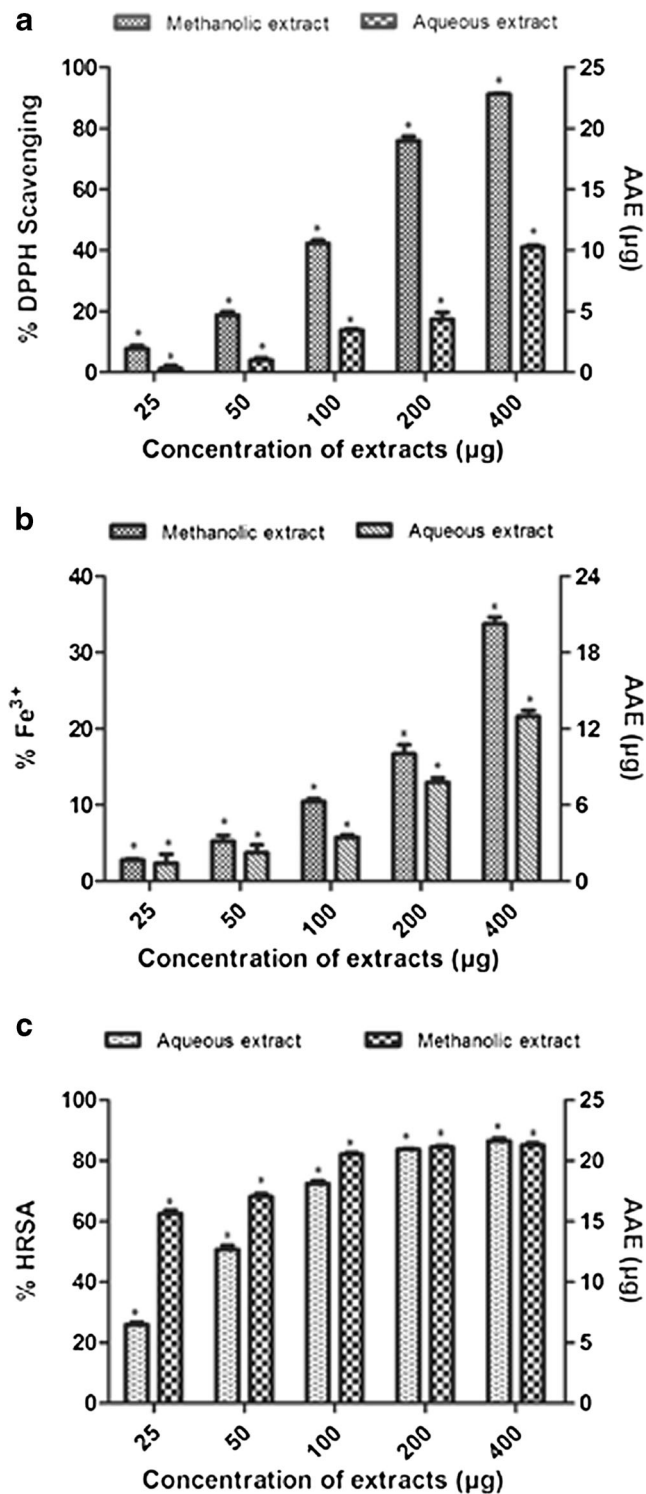 a
Methanolic extract Aqueous extract
100 25
80 20
60 15
40 10
20 5
0 0
% DPPH Scavenging
AAE (µg)
25 50 100 200 400
Concentration of extracts (µg)
b
Methanolic extract Aqueous extract
40 24
30 18
20 12
10 6
0 0
% Fe³⁺
AAE (µg)
25 50 100 200 400
Concentration of extracts (µg)
c
Aqueous extract Methanolic extract
100 25
80 20
60 15
40 10
20 5
0 0
% HRSA
AAE (µg)
25 50 100 200 400
Concentration of extracts (µg)